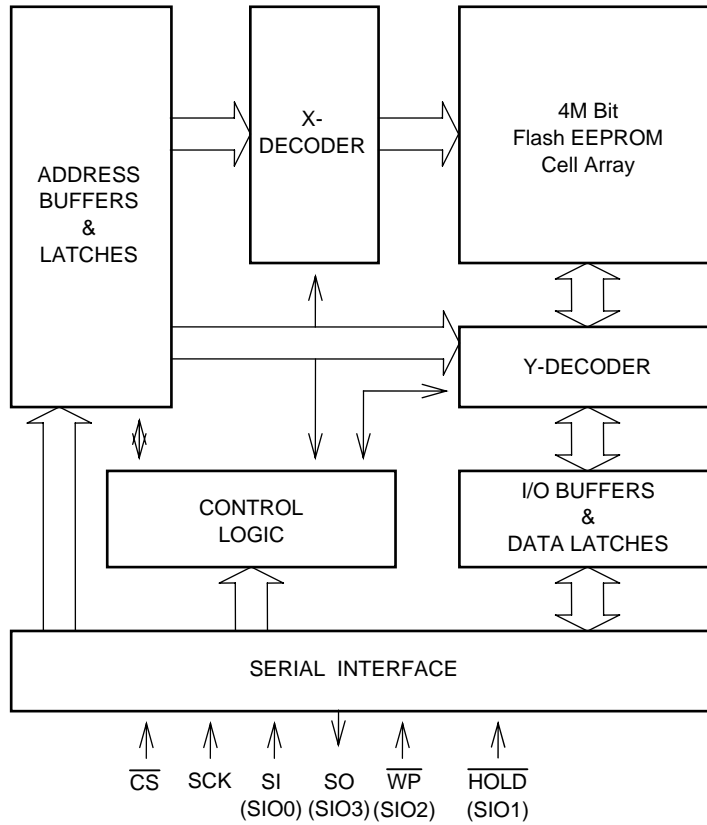 X-
DECODER
4M Bit
Flash EEPROM
Cell Array
ADDRESS
BUFFERS
&
LATCHES
Y-DECODER
CONTROL
LOGIC
I/O BUFFERS
&
DATA LATCHES
SERIAL INTERFACE
CS SCK SI SO WP HOLD
(SIO0) (SIO3) (SIO2) (SIO1)